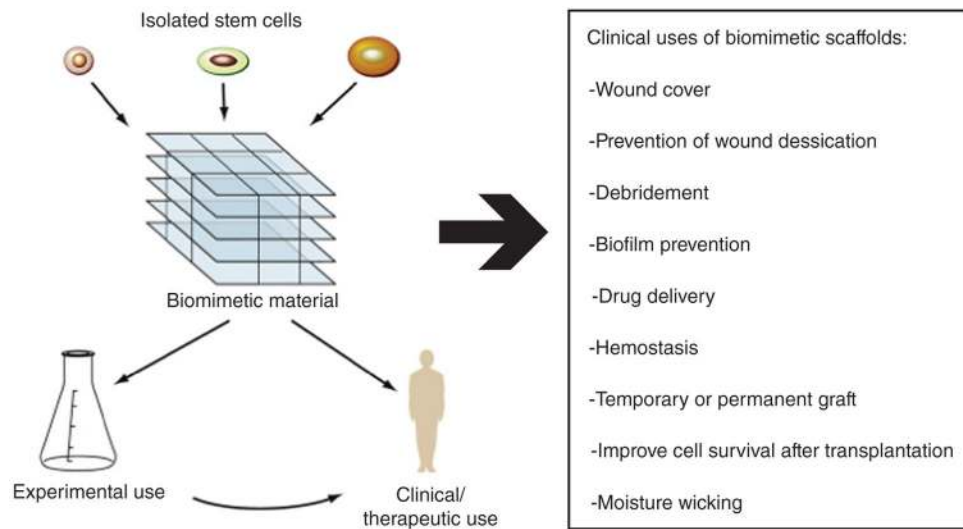 Isolated stem cells
Biomimetic material
Experimental use
Clinical/
therapeutic use
Clinical uses of biomimetic scaffolds:
-Wound cover
-Prevention of wound dessication
-Debridement
-Biofilm prevention
-Drug delivery
-Hemostasis
-Temporary or permanent graft
-Improve cell survival after transplantation
-Moisture wicking